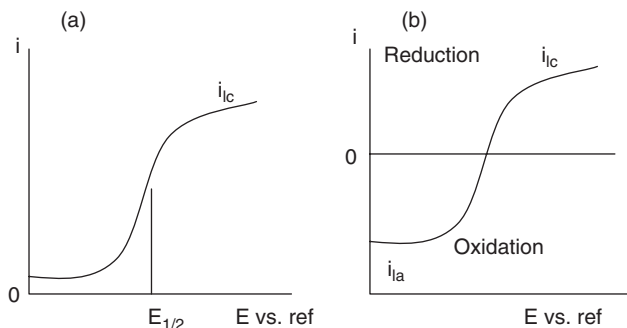 (a)
i
i_lc
0
E_1/2
E vs. ref
(b)
i
Reduction
i_lc
0
Oxidation
i_la
E vs. ref